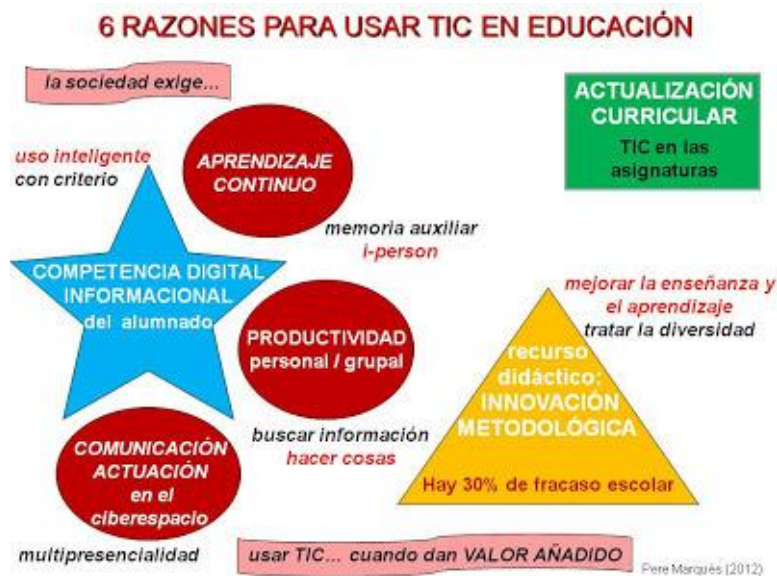 6 RAZONES PARA USAR TIC EN EDUCACIÓN
la sociedad exige...
ACTUALIZACIÓN
CURRICULAR
TIC en las
asignaturas
uso inteligente
con criterio
APRENDIZAJE
CONTINUO
memoria auxiliar
i-person
COMPETENCIA DIGITAL
INFORMACIONAL
del alumnado
mejorar la enseñanza y
el aprendizaje
tratar la diversidad
PRODUCTIVIDAD
personal / grupal
recurso
didáctico:
INNOVACIÓN
METODOLÓGICA
Hay 30% de fracaso escolar
buscar información
hacer cosas
COMUNICACIÓN
ACTUACIÓN
en el
ciberespacio
multipresencialidad
usar TIC... cuando dan VALOR AÑADIDO
Pere Marquès (2012)